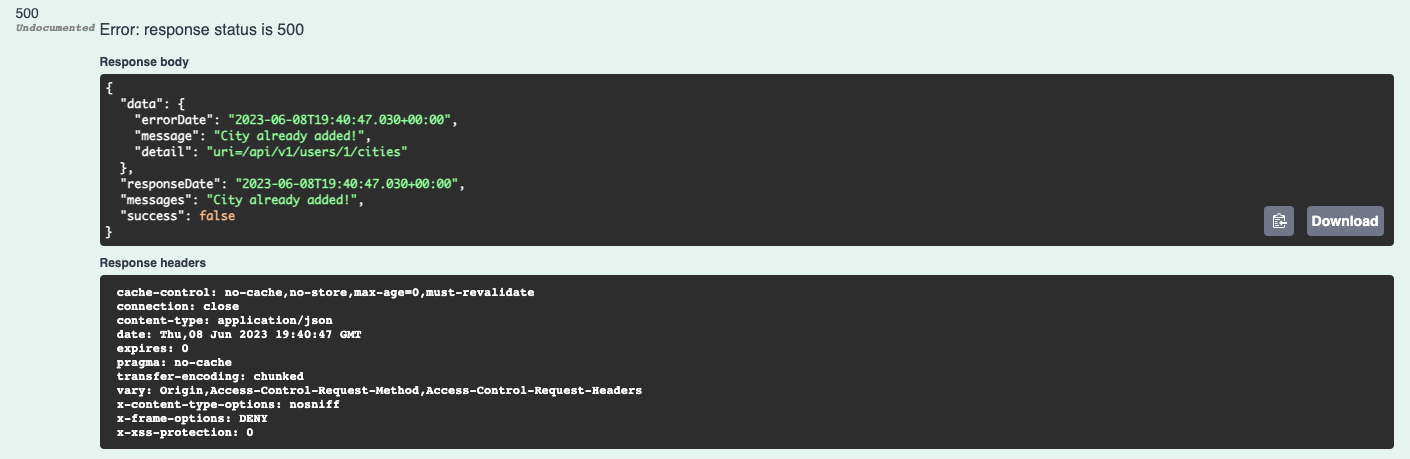 500
Undocumented
Error: response status is 500
Response body
{
  "data": {
    "errorDate": "2023-06-08T19:40:47.030+00:00",
    "message": "City already added!",
    "detail": "uri=/api/v1/users/1/cities"
  },
  "responseDate": "2023-06-08T19:40:47.030+00:00",
  "messages": "City already added!",
  "success": false
}
Download
Response headers
cache-control: no-cache,no-store,max-age=0,must-revalidate
connection: close
content-type: application/json
date: Thu,08 Jun 2023 19:40:47 GMT
expires: 0
pragma: no-cache
transfer-encoding: chunked
vary: Origin,Access-Control-Request-Method,Access-Control-Request-Headers
x-content-type-options: nosniff
x-frame-options: DENY
x-xss-protection: 0